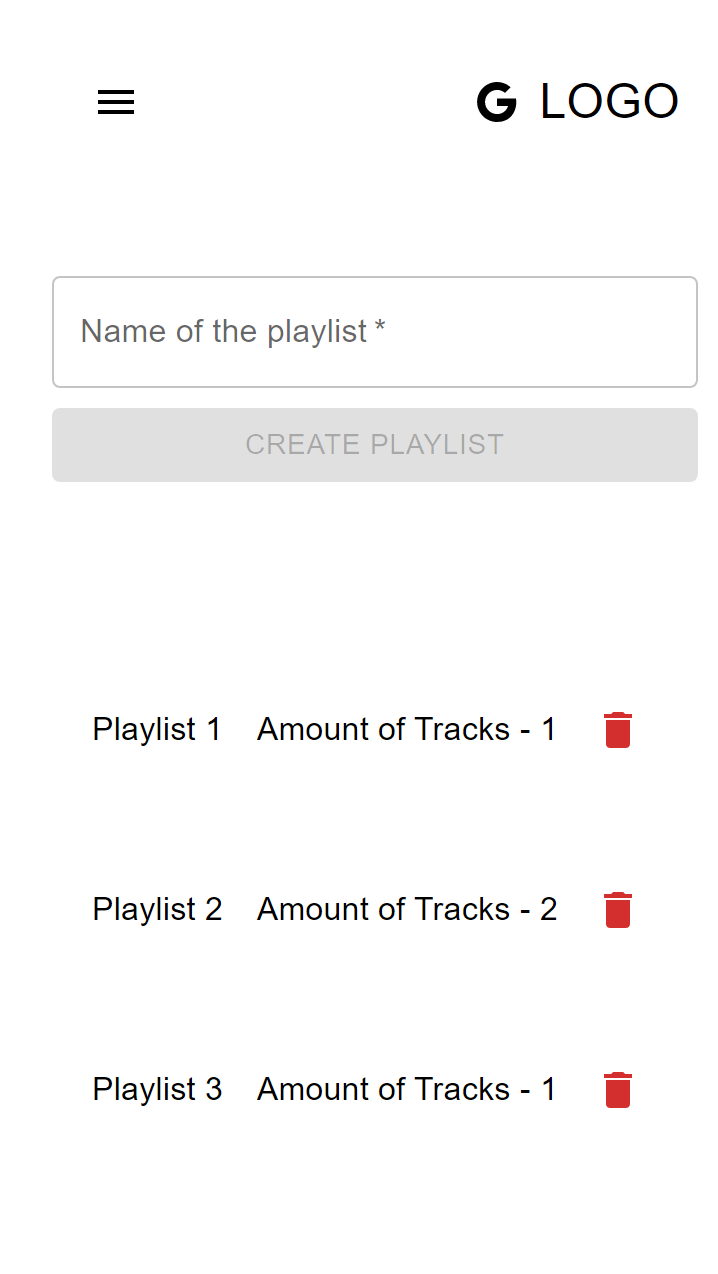 G LOGO
Name of the playlist *
CREATE PLAYLIST
Playlist 1 Amount of Tracks - 1
Playlist 2 Amount of Tracks - 2
Playlist 3 Amount of Tracks - 1